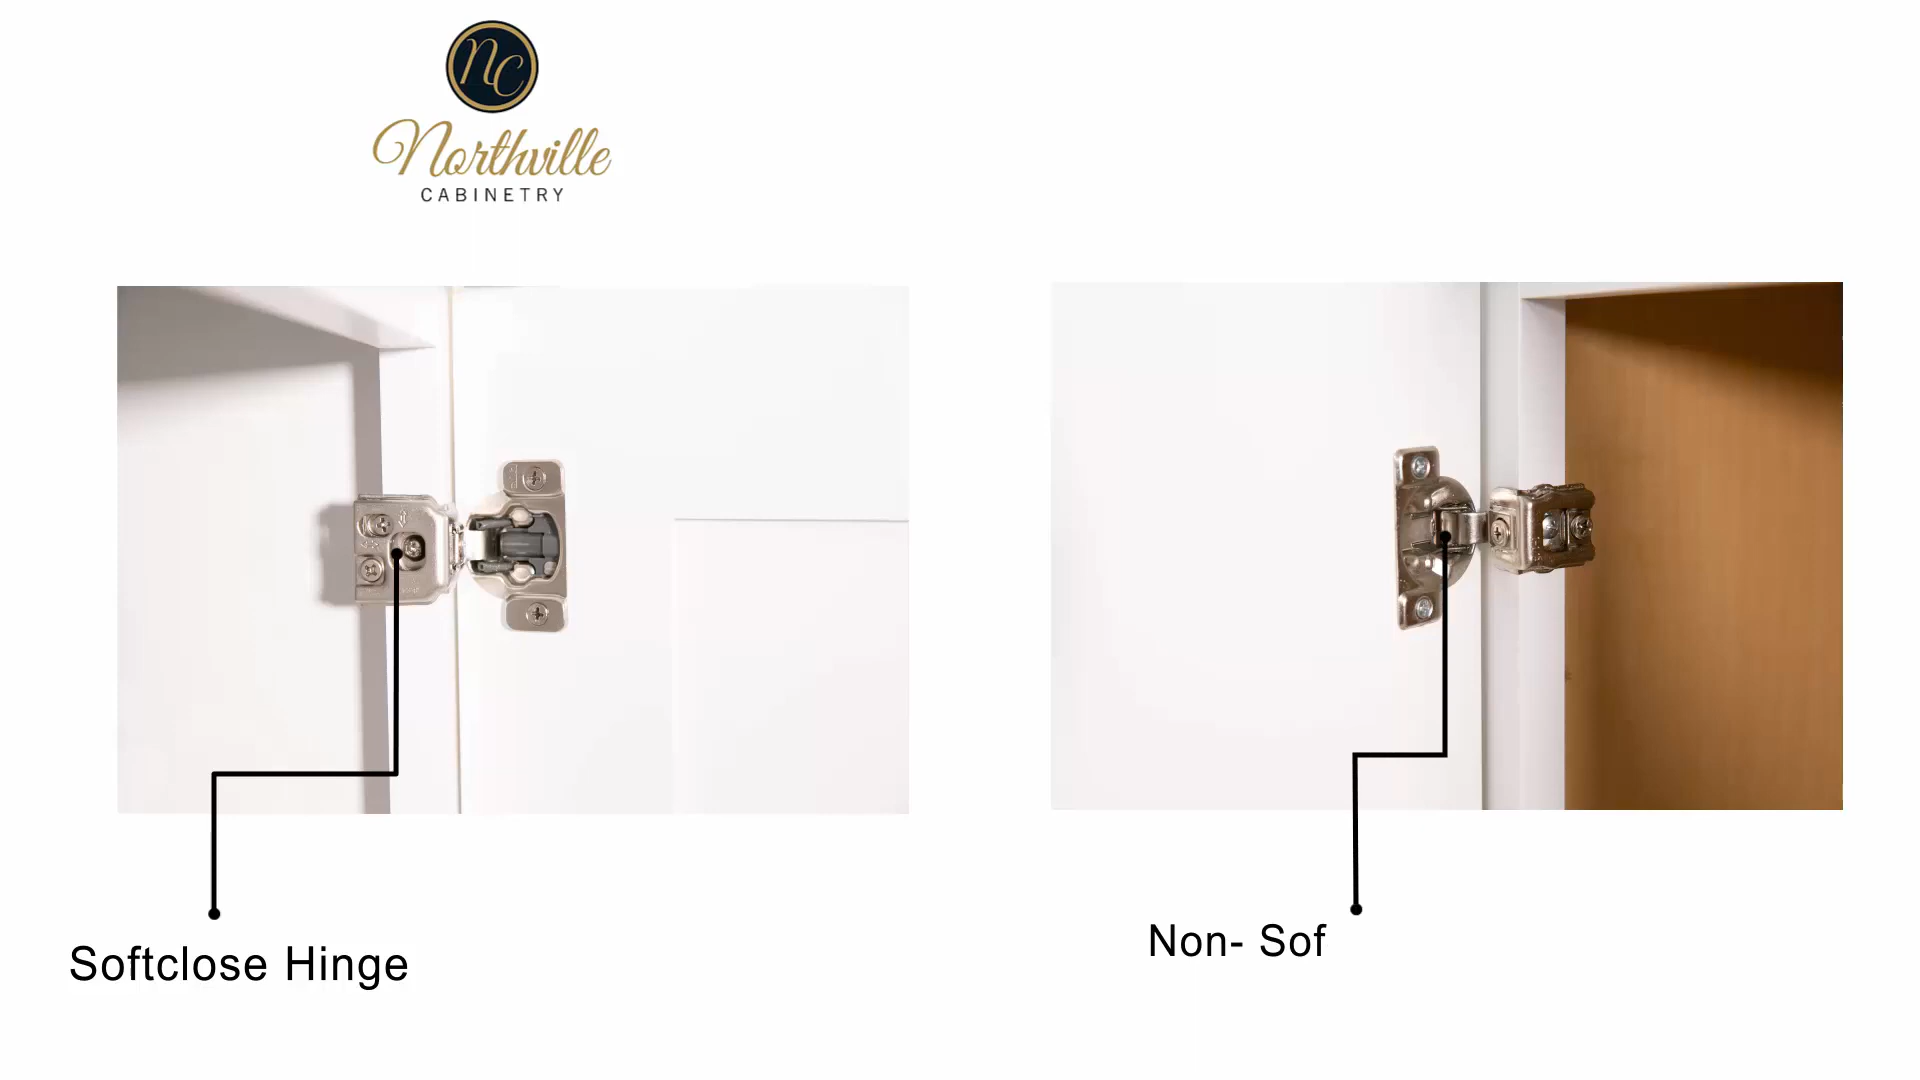 NC
Northville
CABINETRY
Softclose Hinge
Non- Sof